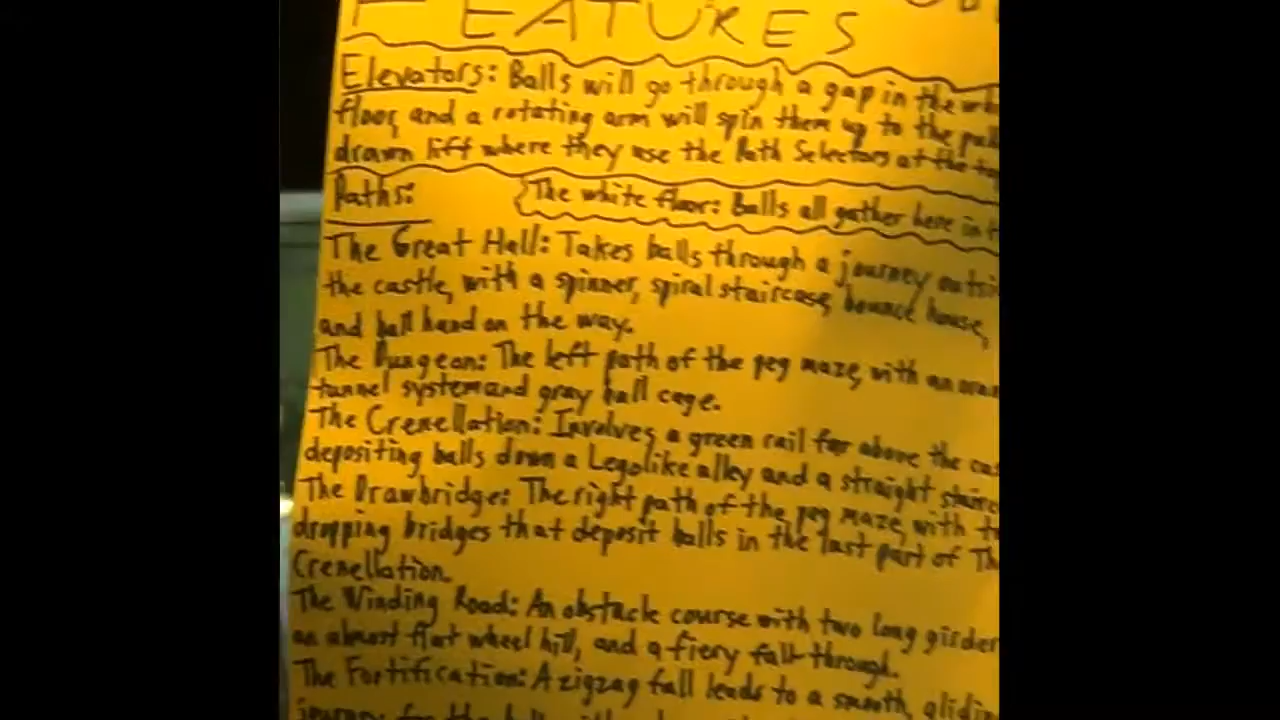 FEATURES
Elevators: Balls will go through a gap in the
floor, and a rotating arm will spin them up to the
drawn lift where they use the Path Selectors at the
Paths:
The white floor: Balls all gather here in
The Great Hall: Takes balls through a journey
the castle, with a spinner, spiral staircase, bounce house,
and ball hand on the way.
The Dungeon: The left path of the peg maze, with an
tunnel system and gray ball cage.
The Crenellation: Involves a green rail far above the
depositing balls down a Legolike alley and a straight
The Drawbridge: The right path of the peg maze, with
dropping bridges that deposit balls in the last part of
Crenellation.
The Winding Road: An obstacle course with two long
an almost flat wheel hill, and a fiery fall-through.
The Fortification: A zigzag fall leads to a smooth,
journey for the balls